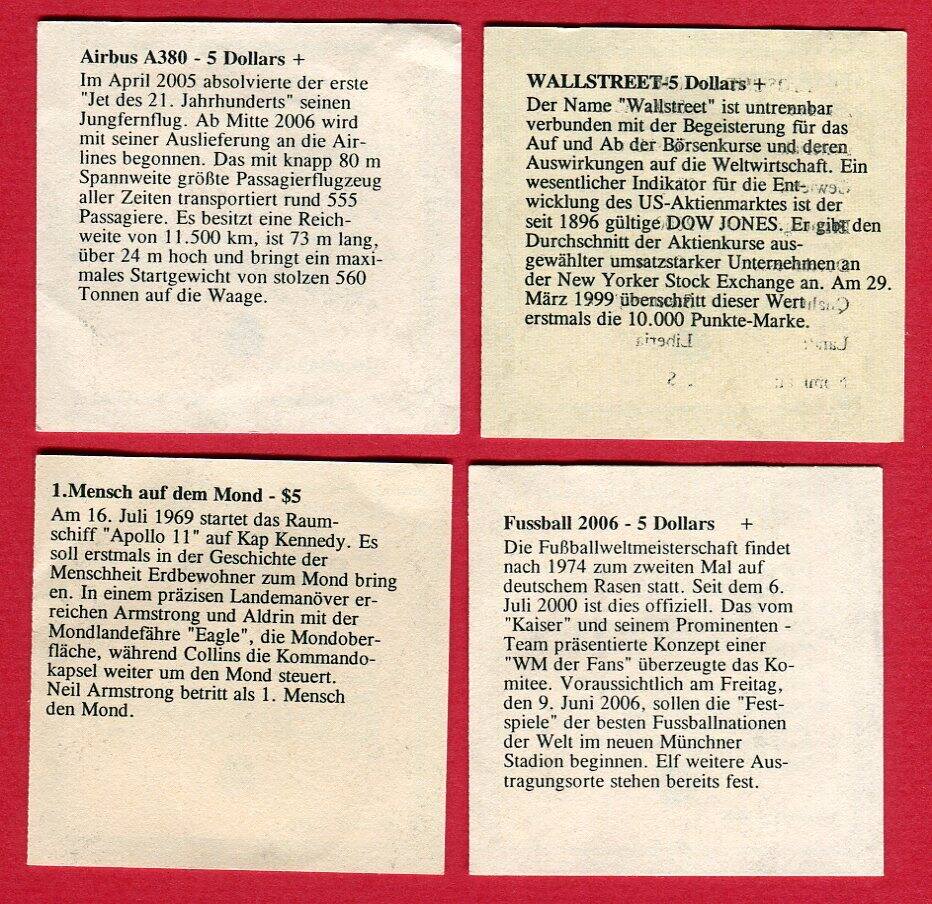 Airbus A380 - 5 Dollars +
Im April 2005 absolvierte der erste
"Jet des 21. Jahrhunderts" seinen
Jungfernflug. Ab Mitte 2006 wird
mit seiner Auslieferung an die Air-
lines begonnen. Das mit knapp 80 m
Spannweite größte Passagierflugzeug
aller Zeiten transportiert rund 555
Passagiere. Es besitzt eine Reich-
weite von 11.500 km, ist 73 m lang,
über 24 m hoch und bringt ein maxi-
males Startgewicht von stolzen 560
Tonnen auf die Waage.
WALLSTREET-5 Dollars +
Der Name "Wallstreet" ist untrennbar
verbunden mit der Begeisterung für das
Auf und Ab der Börsenkurse und deren
Auswirkungen auf die Weltwirtschaft. Ein
wesentlicher Indikator für die Ent-
wicklung des US-Aktienmarktes ist der
seit 1896 gültige DOW JONES. Er gibt den
Durchschnitt der Aktienkurse aus-
gewählter umsatzstarker Unternehmen an
der New Yorker Stock Exchange an. Am 29.
März 1999 überschritt dieser Wert
erstmals die 10.000 Punkte-Marke.
Liberia
1.Mensch auf dem Mond - $5
Am 16. Juli 1969 startet das Raum-
schiff "Apollo 11" auf Kap Kennedy. Es
soll erstmals in der Geschichte der
Menschheit Erdbewohner zum Mond bring
en. In einem präzisen Landemanöver er-
reichen Armstrong und Aldrin mit der
Mondlandefähre "Eagle", die Mondober-
fläche, während Collins die Kommando-
kapsel weiter um den Mond steuert.
Neil Armstrong betritt als 1. Mensch
den Mond.
Fussball 2006 - 5 Dollars +
Die Fußballweltmeisterschaft findet
nach 1974 zum zweiten Mal auf
deutschem Rasen statt. Seit dem 6.
Juli 2000 ist dies offiziell. Das vom
"Kaiser" und seinem Prominenten -
Team präsentierte Konzept einer
"WM der Fans" überzeugte das Ko-
mitee. Voraussichtlich am Freitag,
den 9. Juni 2006, sollen die "Fest-
spiele" der besten Fussballnationen
der Welt im neuen Münchner
Stadion beginnen. Elf weitere Aus-
tragungsorte stehen bereits fest.